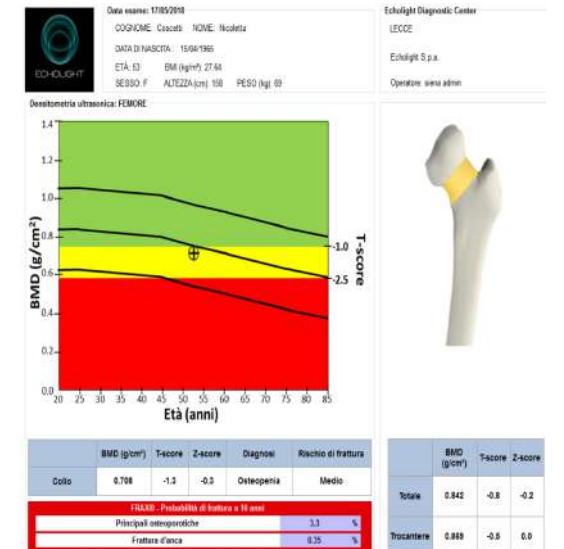 Data esame: 17/05/2018
COGNOME: Coscetti NOME: Nicoletta
DATA DI NASCITA: 15/04/1965
ETÀ: 53 BMI (kg/m²): 27.64
SESSO: F ALTEZZA (cm): 158 PESO (kg): 69
ECHOLIGHT
Echolight Diagnostic Center
LECCE
Echolight S.p.a.
Operatore: siena admin
Densitometria ultrasonica: FEMORE
BMD (g/cm²)
1.4
1.2
1.0
0.8
0.6
0.4
0.2
0.0
-1.0
-2.5
T-score
20 25 30 35 40 45 50 55 60 65 70 75 80 85
Età (anni)
BMD (g/cm²) T-score Z-score Diagnosi Rischio di frattura
Collo 0.708 -1.3 -0.3 Osteopenia Medio
FRAX® - Probabilità di frattura a 10 anni
Principali osteoporotiche 3.3 %
Frattura d'anca 0.35 %
BMD (g/cm²) T-score Z-score
Totale 0.842 -0.8 -0.2
Trocantere 0.869 -0.5 0.0